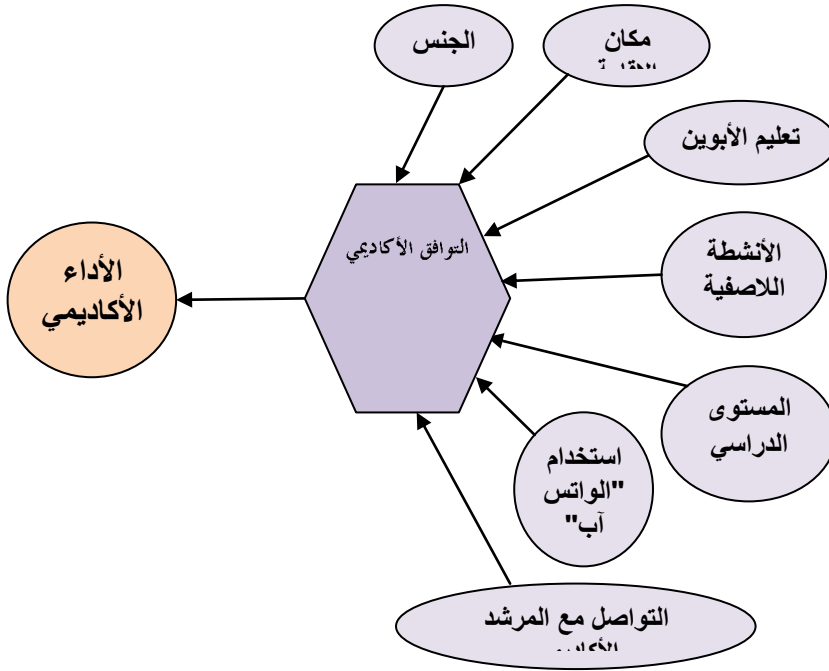 الجنس
مكان
تعليم الأبوين
التوافق الأكاديمي
الأنشطة
اللاصفية
الأداء
الأكاديمي
المستوى
الدراسي
استخدام
"الواتس
آب"
التواصل مع المرشد